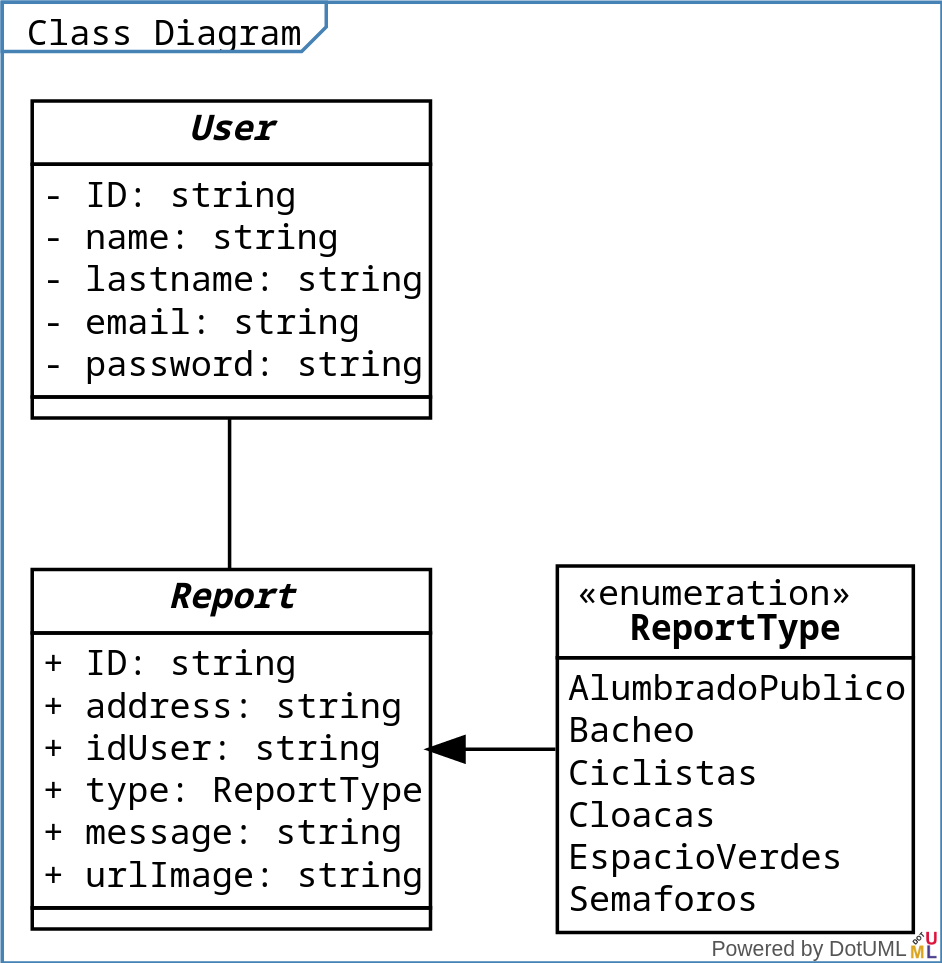 Class Diagram
User
- ID: string
- name: string
- lastname: string
- email: string
- password: string
Report
+ ID: string
+ address: string
+ idUser: string
+ type: ReportType
+ message: string
+ urlImage: string
«enumeration»
ReportType
AlumbradoPublico
Bacheo
Ciclistas
Cloacas
EspacioVerdes
Semaforos
Powered by DotUML
DOT
U
M L